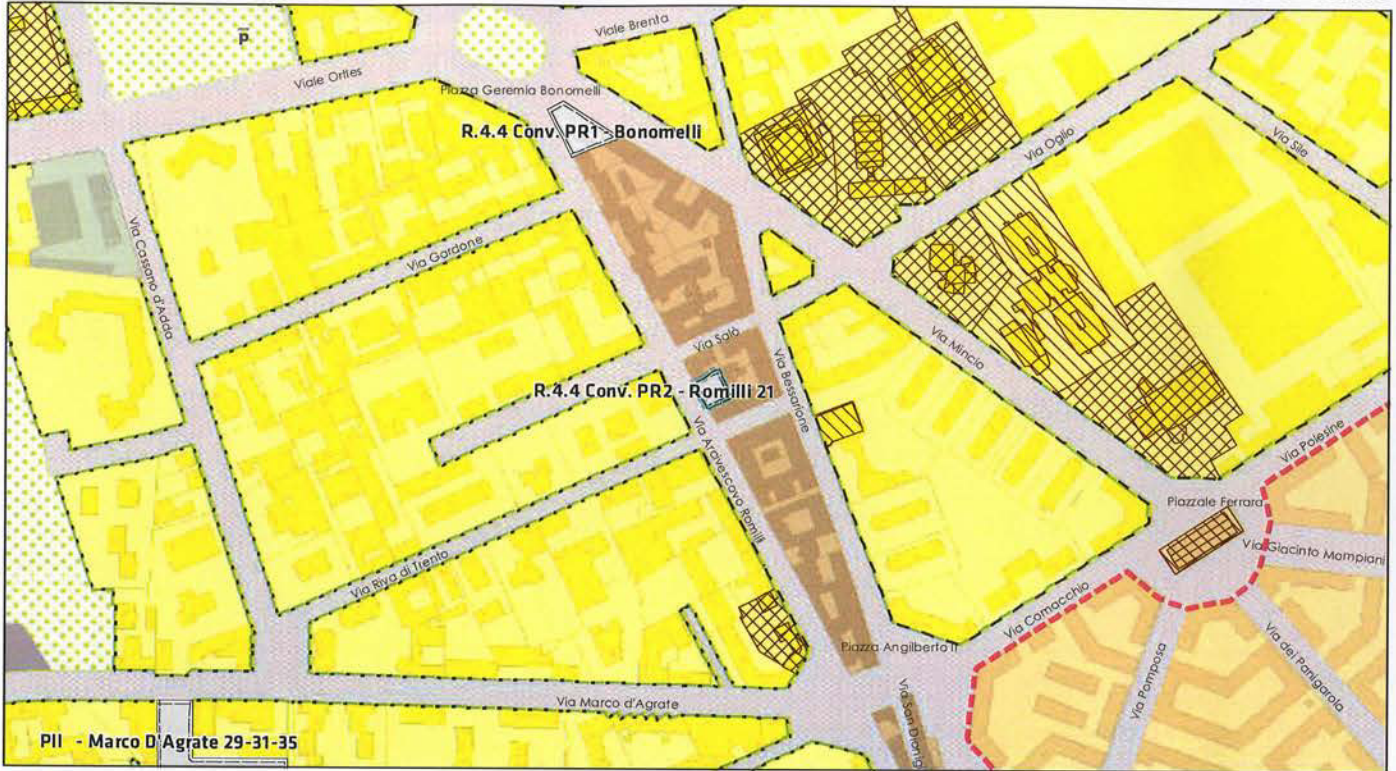 Viale Brenta
p
Viale Ortles
Piazza Geremia Bonomelli
R.4.4 Conv. PR1 - Bonomelli
Via Oglio
Via Sile
Via Cassano d'Adda
Via Gardone
Via Salò
Via Mincio
R.4.4 Conv. PR2 - Romilli 21
Via Bessarione
Via Arcivescovo Romilli
Via Polesine
Piazzale Ferrara
Via Giacinto Mompiani
Via Riva di Trento
Via Comacchio
Piazza Angilberto II
Via Pomposa
Via dei Panigarola
Via San Dionigi
Via Marco d'Agrate
PII - Marco D'Agrate 29-31-35